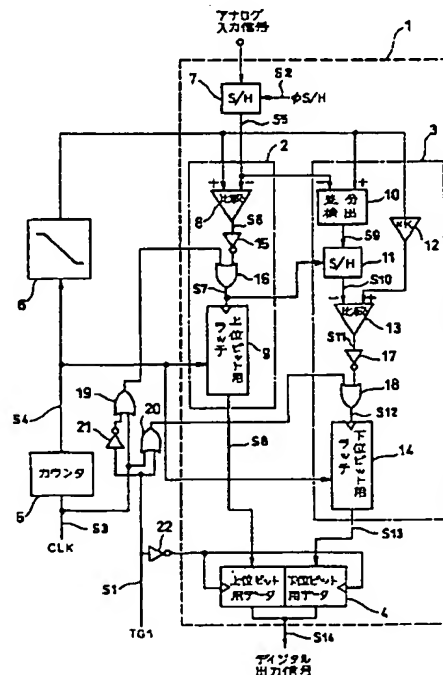 アナログ
入力信号
1
7
S/H
S2
φS/H
S5
2
3
+
-
-
+
比較
8
S6
15
差分
検出
10
×K
12
S9
S/H
11
S10
6
16
S7
-
+
比較
13
S11
17
上位ビット用
ラッチ
9
18
S12
S4
19
20
21
下位ビット用
ラッチ
14
カウンタ
5
S3
CLK
S8
S13
22
S1
上位ビット
用データ
下位ビット
用データ
4
TG1
S14
ディジタル
出力信号